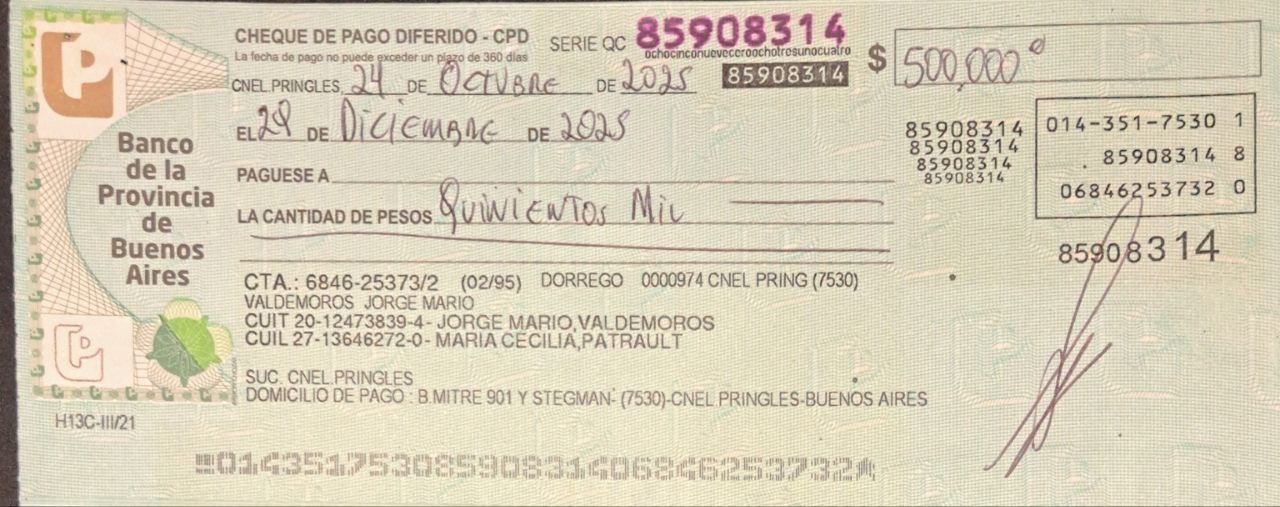 CHEQUE DE PAGO DIFERIDO - CPD
La fecha de pago no puede exceder un plazo de 360 días
SERIE QC 85908314
ochocinconueveceroochotresunocuatro
85908314
$ 500,000 0
CNEL.PRINGLES, 24 DE OCTUBRE DE 2025
EL DE DICIEMBRE DE 2025
PAGUESE A
LA CANTIDAD DE PESOS QUINIENTOS MIL
85908314
85908314
85908314
85908314
014-351-7530 1
85908314 8
06846253732 0
85908314
Banco
de la
Provincia
de
Buenos
Aires
CTA.: 6846-25373/2 (02/95) DORREGO 0000974 CNEL PRING (7530)
VALDEMOROS JORGE MARIO
CUIT 20-12473839-4- JORGE MARIO,VALDEMOROS
CUIL 27-13646272-0- MARIA CECILIA,PATRAULT
SUC. CNEL.PRINGLES
DOMICILIO DE PAGO : B.MITRE 901 Y STEGMAN- (7530)-CNEL PRINGLES-BUENOS AIRES
H13C-III/21
01435175308590831406846253732